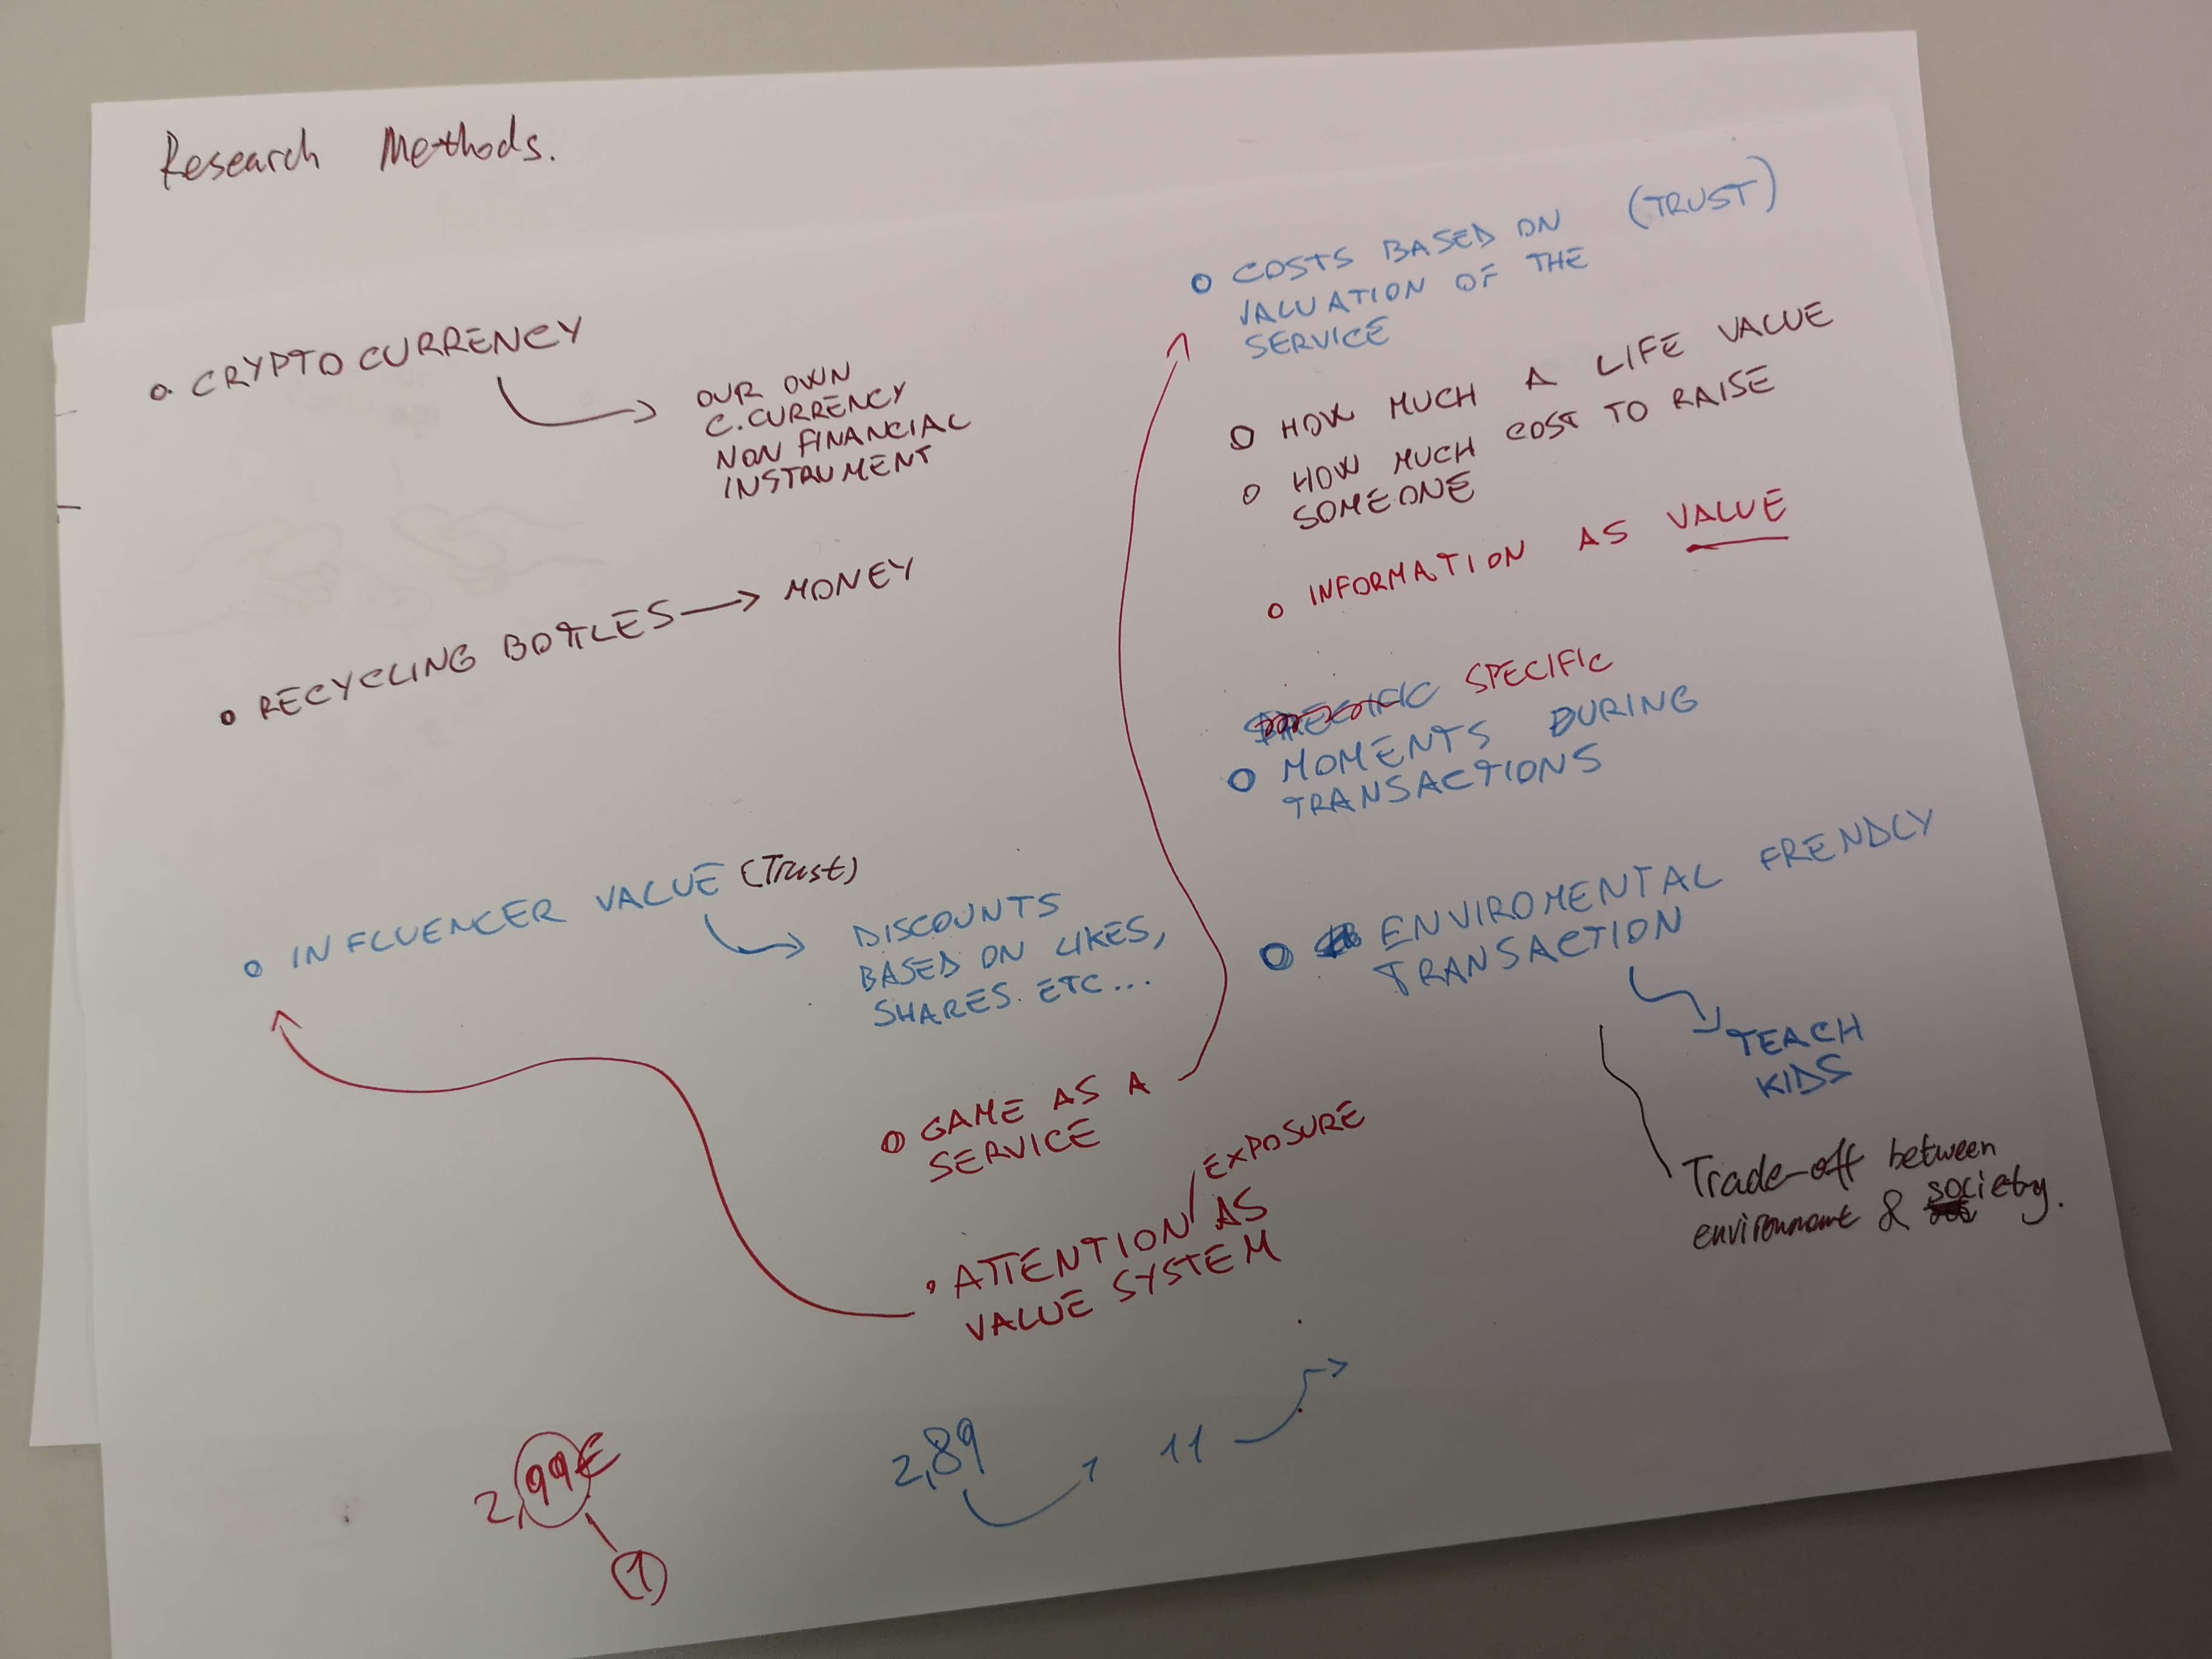 Research Methods.
CRYPTO CURRENCY
OUR OWN
C.CURRENCY
NON FINANCIAL
INSTRUMENT
RECYCLING BOTTLES → MONEY
INFLUENCER VALUE (Trust)
DISCOUNTS
BASED ON LIKES,
SHARES. ETC...
GAME AS A
SERVICE
ATTENTION / EXPOSURE AS
VALUE SYSTEM
2,99€
1
2,89
1 11
COSTS BASED ON (TRUST)
VALUATION OF THE
SERVICE
HOW MUCH A LIFE VALUE
HOW MUCH COST TO RAISE
SOMEONE
INFORMATION AS VALUE
SPECIFIC SPECIFIC
MOMENTS DURING
TRANSACTIONS
ENVIROMENTAL FRENDLY
TRANSACTION
TEACH
KIDS
Trade-off between
environment & society.